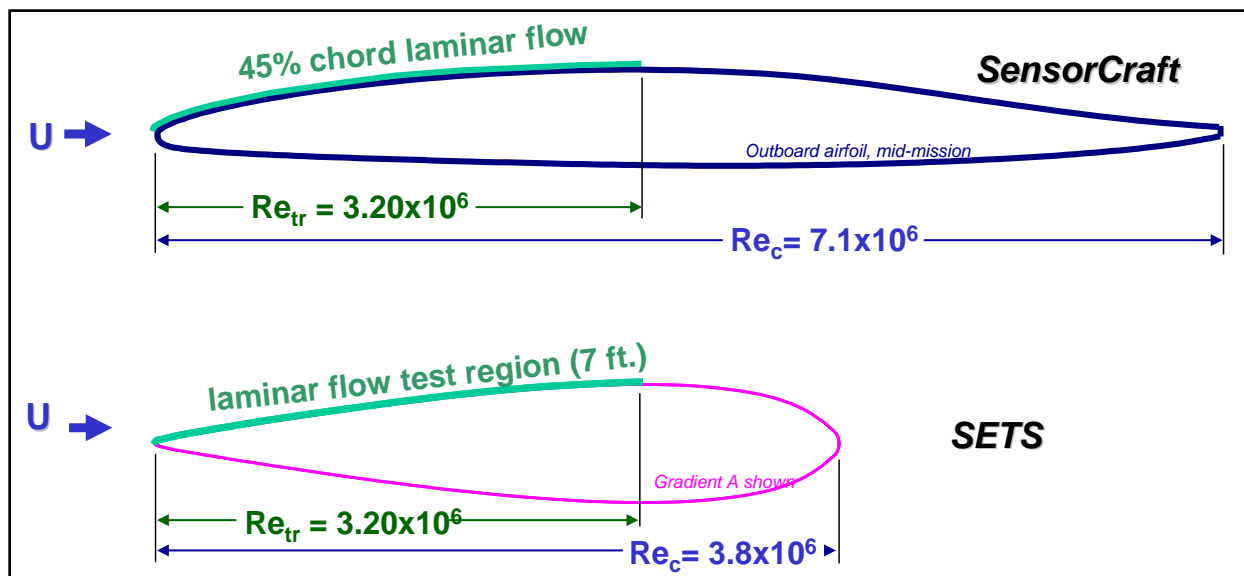 45% chord laminar flow
SensorCraft
U
Outboard airfoil, mid-mission
Re_tr = 3.20x10^6
Re_c= 7.1x10^6
laminar flow test region (7 ft.)
U
SETS
Gradient A shown
Re_tr = 3.20x10^6
Re_c= 3.8x10^6